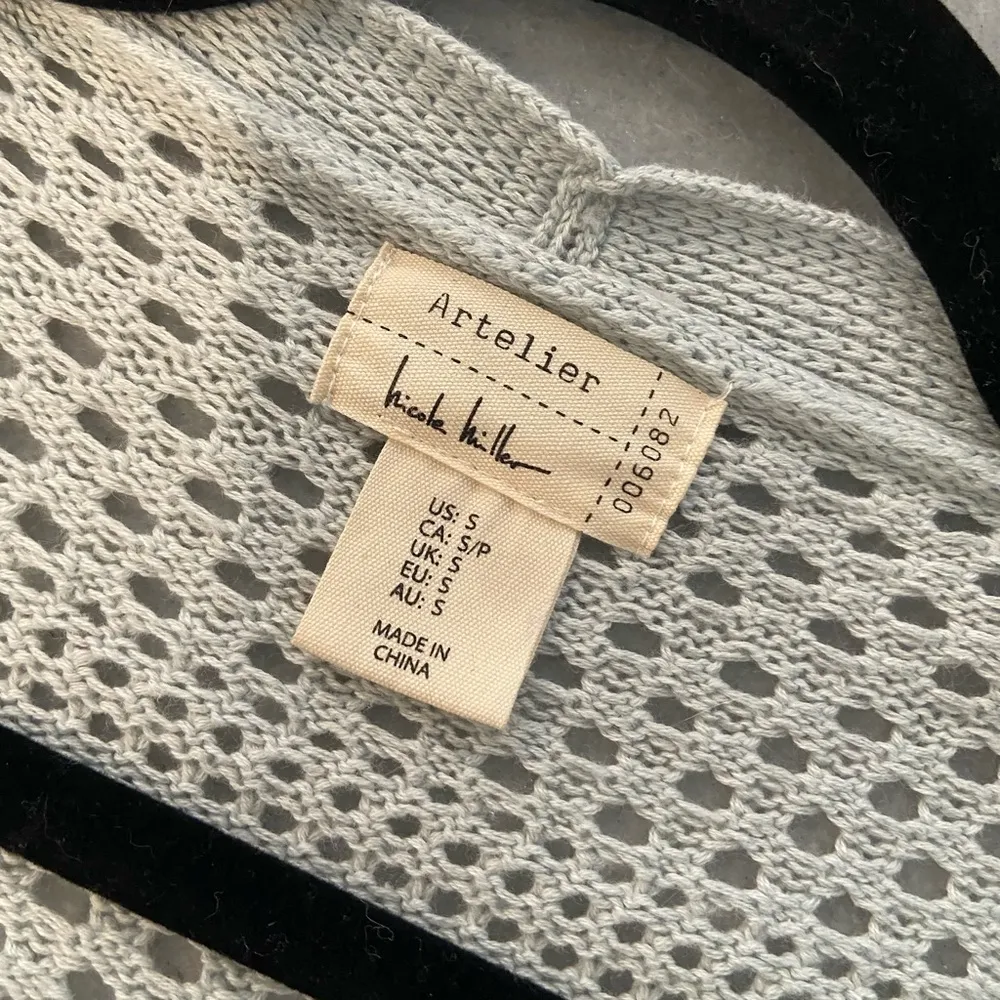 Artelier
nicole miller
006082
US: S
CA: S/P
UK: S
EU: S
AU: S
MADE IN
CHINA